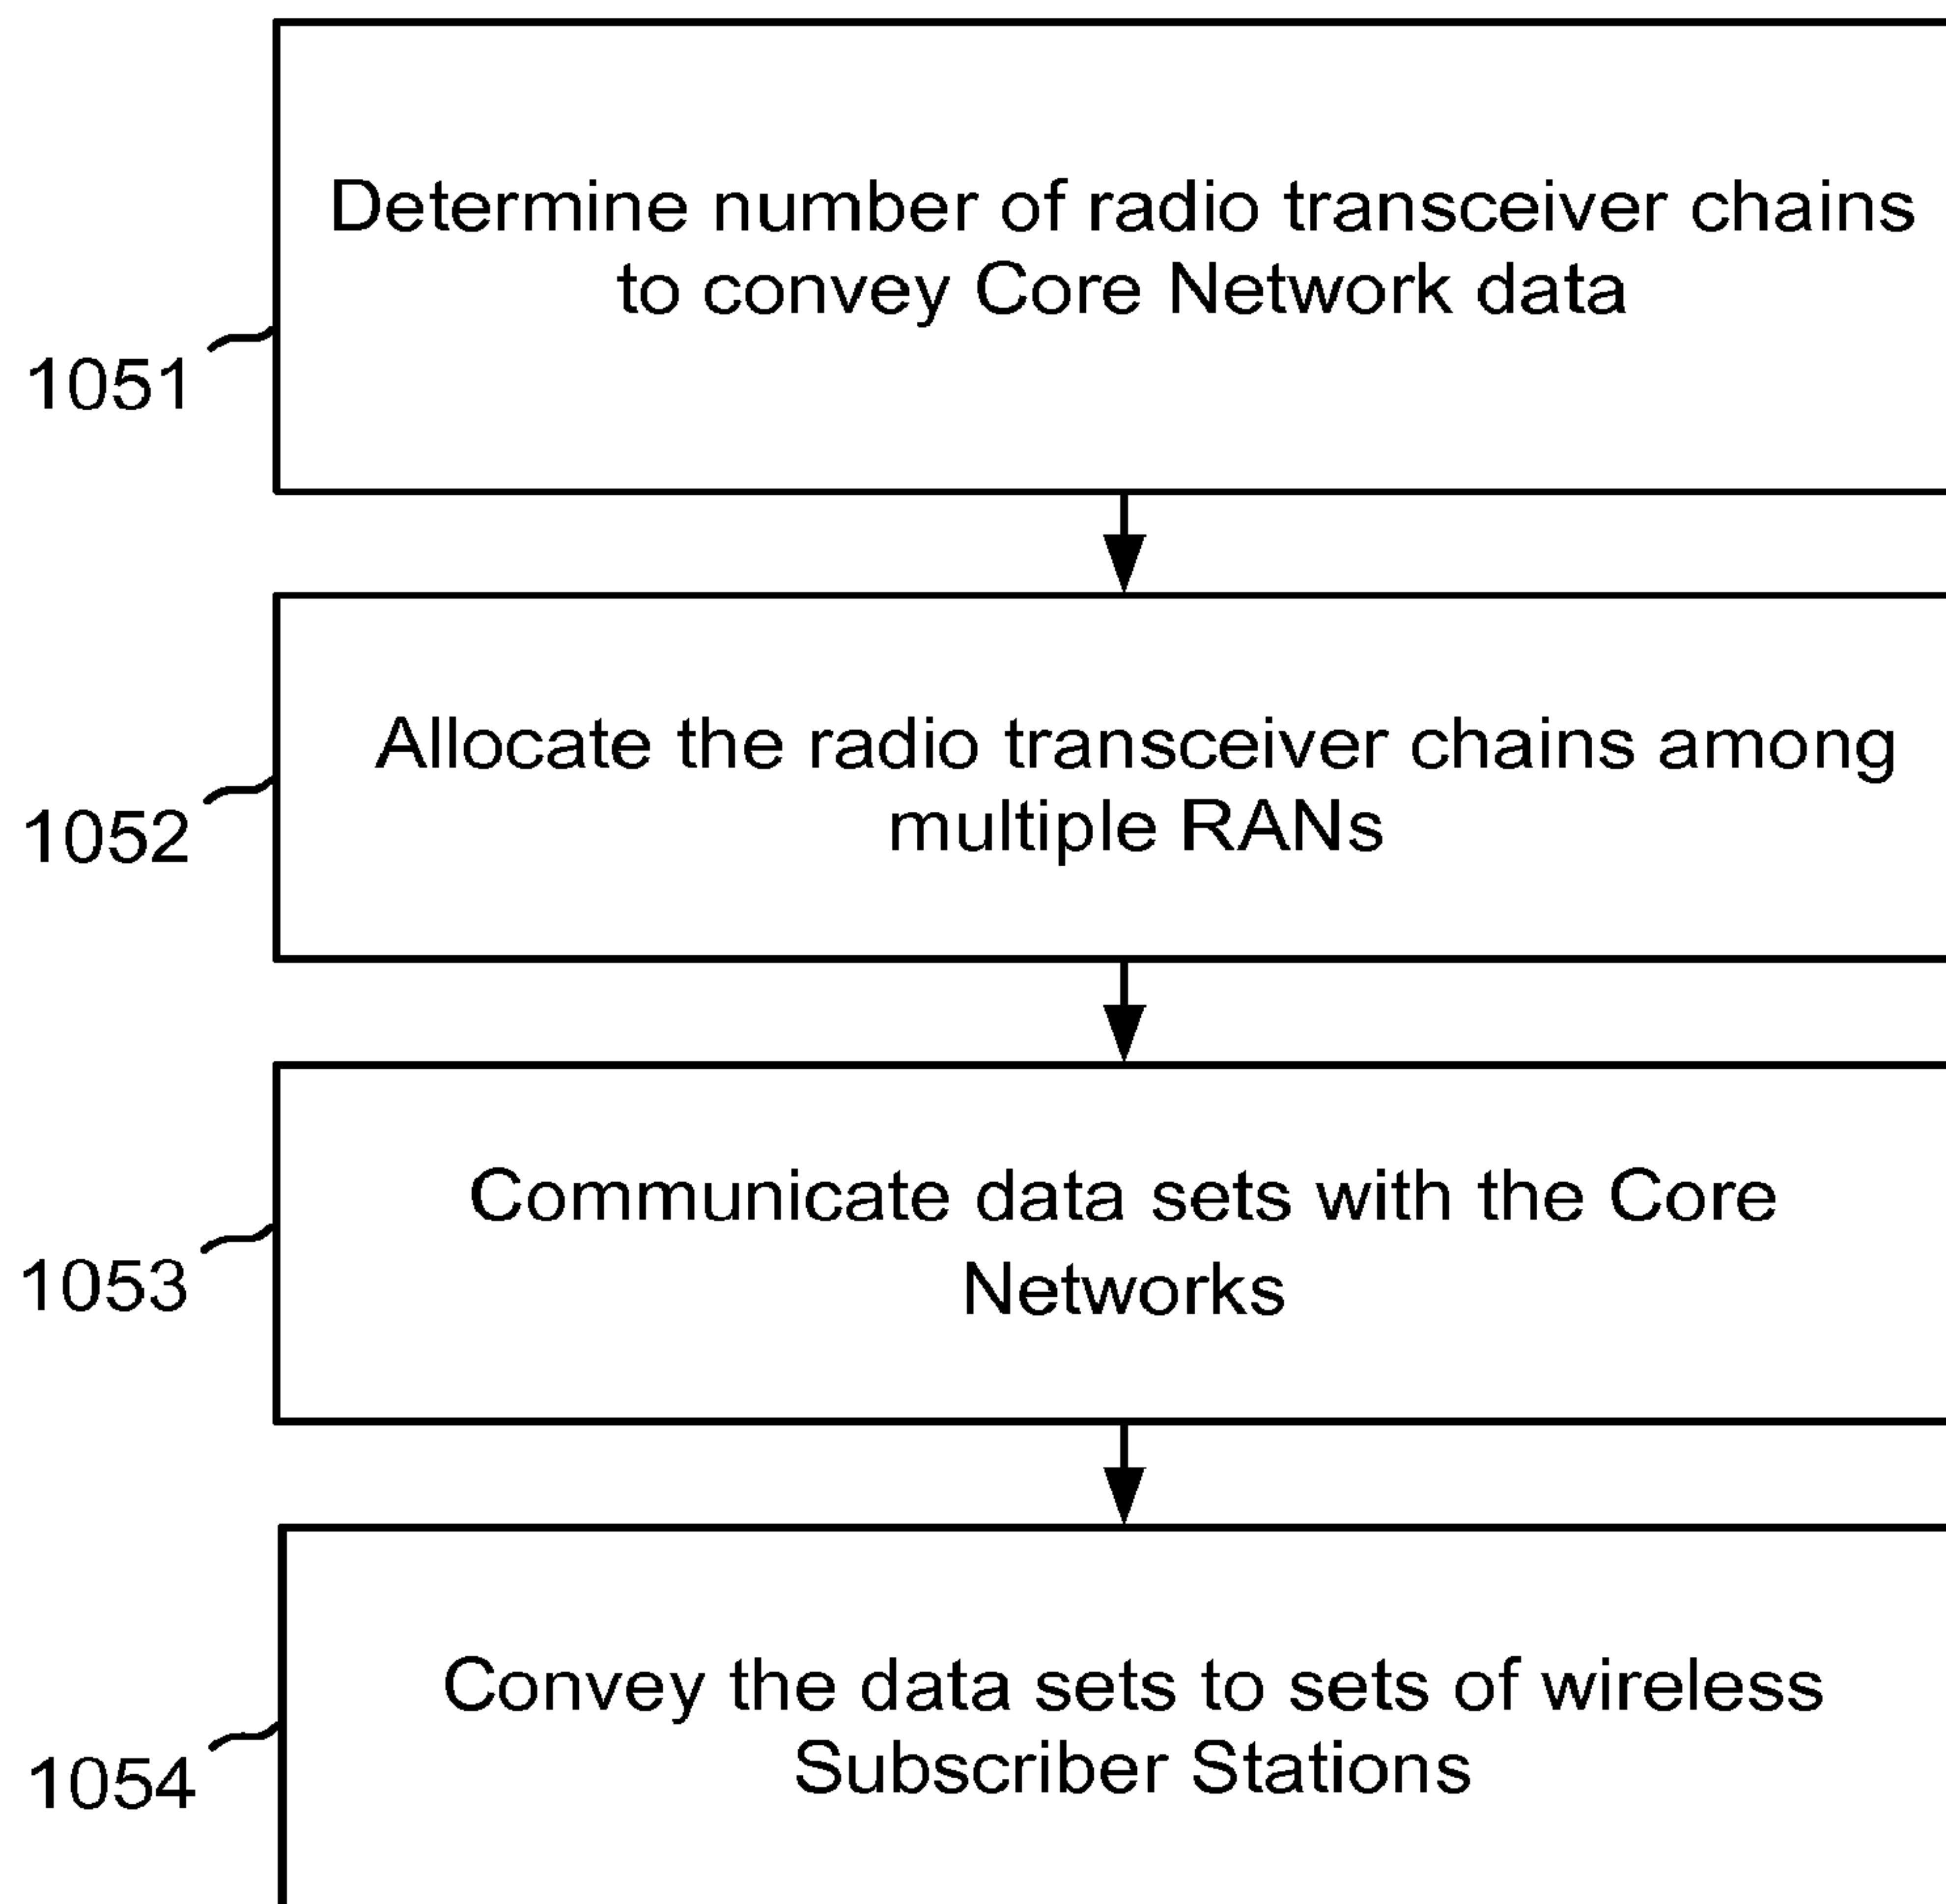 Determine number of radio transceiver chains
to convey Core Network data
1051
Allocate the radio transceiver chains among
multiple RANs
1052
Communicate data sets with the Core
Networks
1053
Convey the data sets to sets of wireless
Subscriber Stations
1054